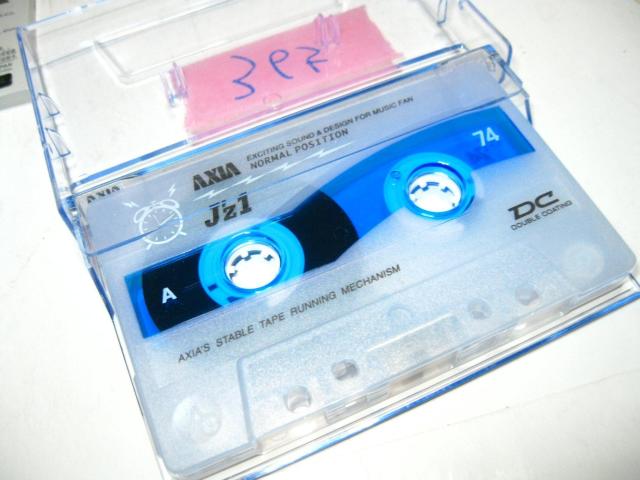 AXIA
EXCITING SOUND & DESIGN FOR MUSIC FAN
NORMAL POSITION
J'z1
74
DC
DOUBLE COATING
A
AXIA'S STABLE TAPE RUNNING MECHANISM